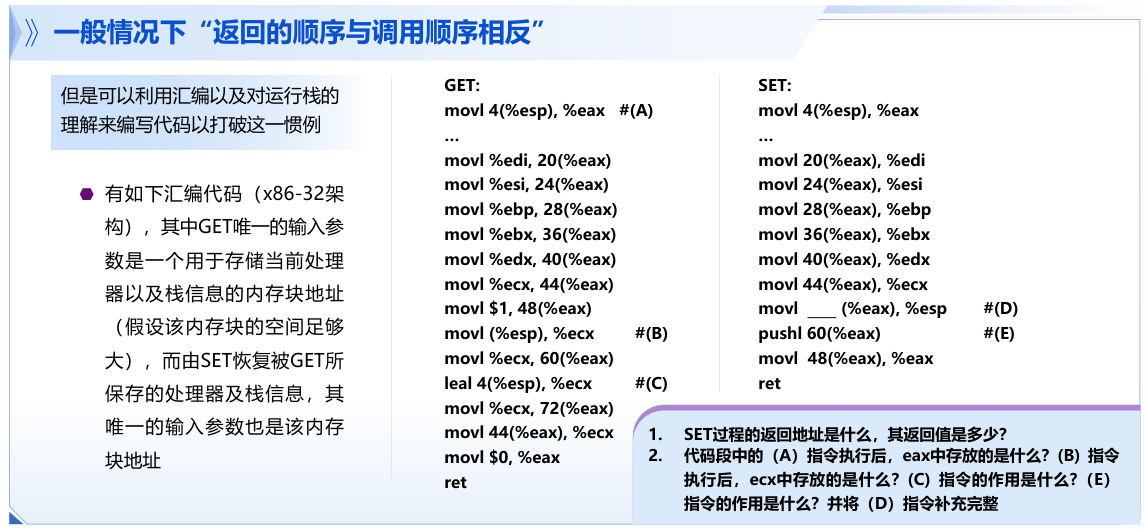 一般情况下“返回的顺序与调用顺序相反”
但是可以利用汇编以及对运行栈的
理解来编写代码以打破这一惯例
有如下汇编代码（x86-32架
构），其中GET唯一的输入参
数是一个用于存储当前处理
器以及栈信息的内存块地址
（假设该内存块的空间足够
大），而由SET恢复被GET所
保存的处理器及栈信息，其
唯一的输入参数也是该内存
块地址
GET:
movl 4(%esp), %eax #(A)
…
movl %edi, 20(%eax)
movl %esi, 24(%eax)
movl %ebp, 28(%eax)
movl %ebx, 36(%eax)
movl %edx, 40(%eax)
movl %ecx, 44(%eax)
movl $1, 48(%eax)
movl (%esp), %ecx #(B)
movl %ecx, 60(%eax)
leal 4(%esp), %ecx #(C)
movl %ecx, 72(%eax)
movl 44(%eax), %ecx
movl $0, %eax
ret
SET:
movl 4(%esp), %eax
…
movl 20(%eax), %edi
movl 24(%eax), %esi
movl 28(%eax), %ebp
movl 36(%eax), %ebx
movl 40(%eax), %edx
movl 44(%eax), %ecx
movl ____ (%eax), %esp #(D)
pushl 60(%eax) #(E)
movl 48(%eax), %eax
ret
1. SET过程的返回地址是什么，其返回值是多少？
2. 代码段中的（A）指令执行后，eax中存放的是什么？（B）指令
执行后，ecx中存放的是什么？（C）指令的作用是什么？（E）
指令的作用是什么？并将（D）指令补充完整